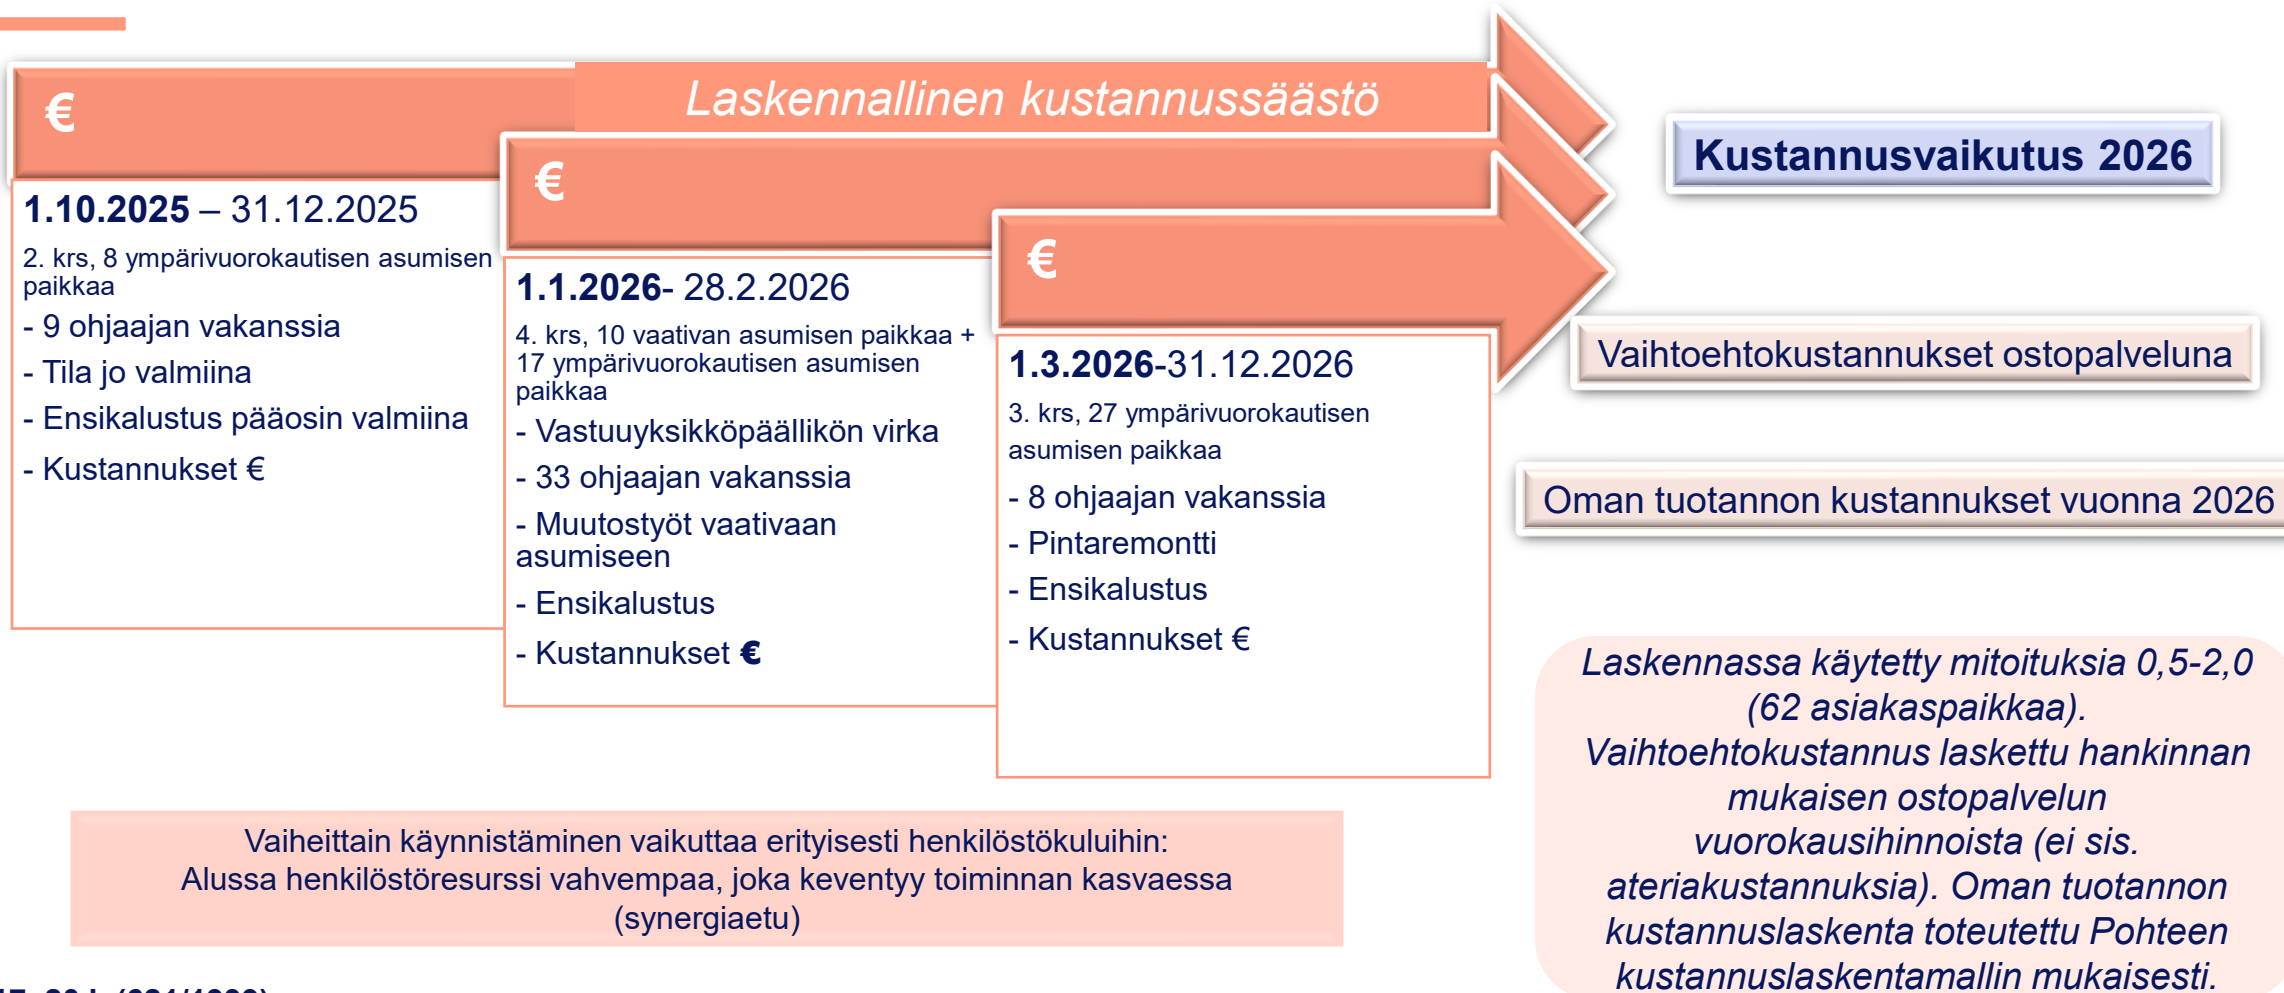 Laskennallinen kustannussäästö
€
1.10.2025 – 31.12.2025
2. krs, 8 ympärivuorokautisen asumisen
paikkaa
- 9 ohjaajan vakanssia
- Tila jo valmiina
- Ensikalustus pääosin valmiina
- Kustannukset €
€
1.1.2026- 28.2.2026
4. krs, 10 vaativan asumisen paikkaa +
17 ympärivuorokautisen asumisen
paikkaa
- Vastuuyksikköpäällikön virka
- 33 ohjaajan vakanssia
- Muutostyöt vaativaan
asumiseen
- Ensikalustus
- Kustannukset €
€
1.3.2026-31.12.2026
3. krs, 27 ympärivuorokautisen
asumisen paikkaa
- 8 ohjaajan vakanssia
- Pintaremontti
- Ensikalustus
- Kustannukset €
Kustannusvaikutus 2026
Vaihtoehtokustannukset ostopalveluna
Oman tuotannon kustannukset vuonna 2026
Laskennassa käytetty mitoituksia 0,5-2,0
(62 asiakaspaikkaa).
Vaihtoehtokustannus laskettu hankinnan
mukaisen ostopalvelun
vuorokausihinnoista (ei sis.
ateriakustannuksia). Oman tuotannon
kustannuslaskenta toteutettu Pohteen
kustannuslaskentamallin mukaisesti.
Vaiheittain käynnistäminen vaikuttaa erityisesti henkilöstökuluihin:
Alussa henkilöstöresurssi vahvempaa, joka keventyy toiminnan kasvaessa
(synergiaetu)